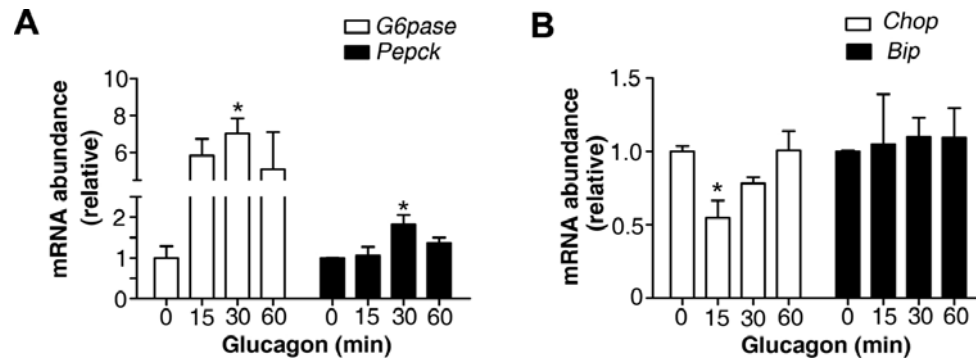 A
G6pase
Pepck
mRNA abundance
(relative)
10
8
6
2
1
0
*
*
0 15 30 60 0 15 30 60
Glucagon (min)
B
Chop
Bip
mRNA abundance
(relative)
1.5
1.0
0.5
0.0
*
0 15 30 60 0 15 30 60
Glucagon (min)